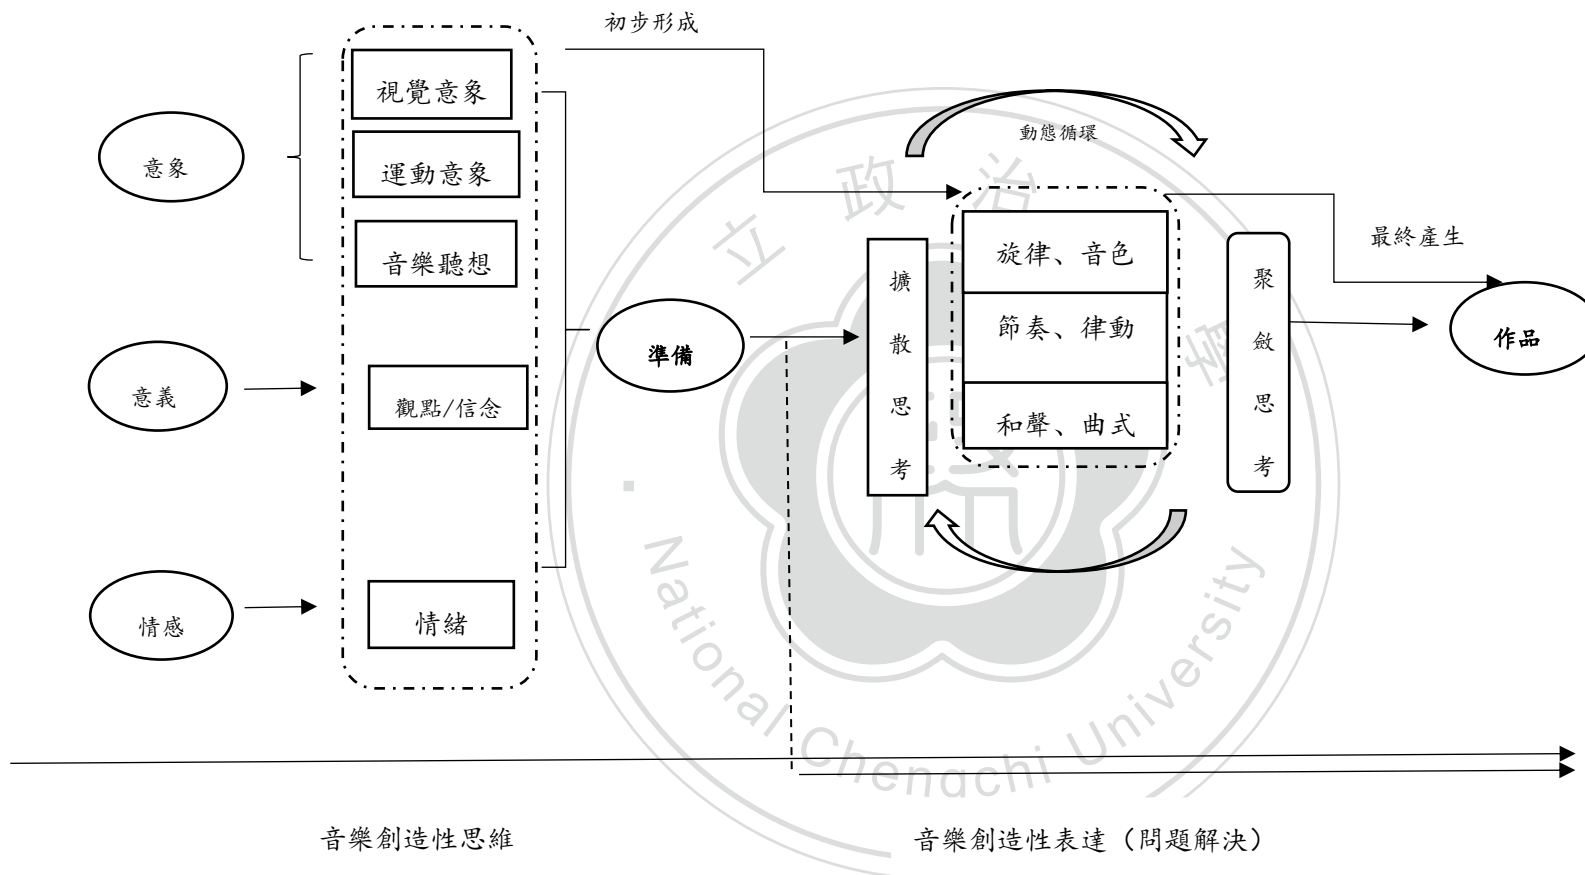 初步形成
視覺意象
意象
運動意象
音樂聽想
意義
觀點/信念
情感
情緒
準備
動態循環
擴散思考
旋律、音色
節奏、律動
和聲、曲式
聚斂思考
最終產生
作品
立政治
學
National Chengchi University
音樂創造性思維
音樂創造性表達（問題解決）